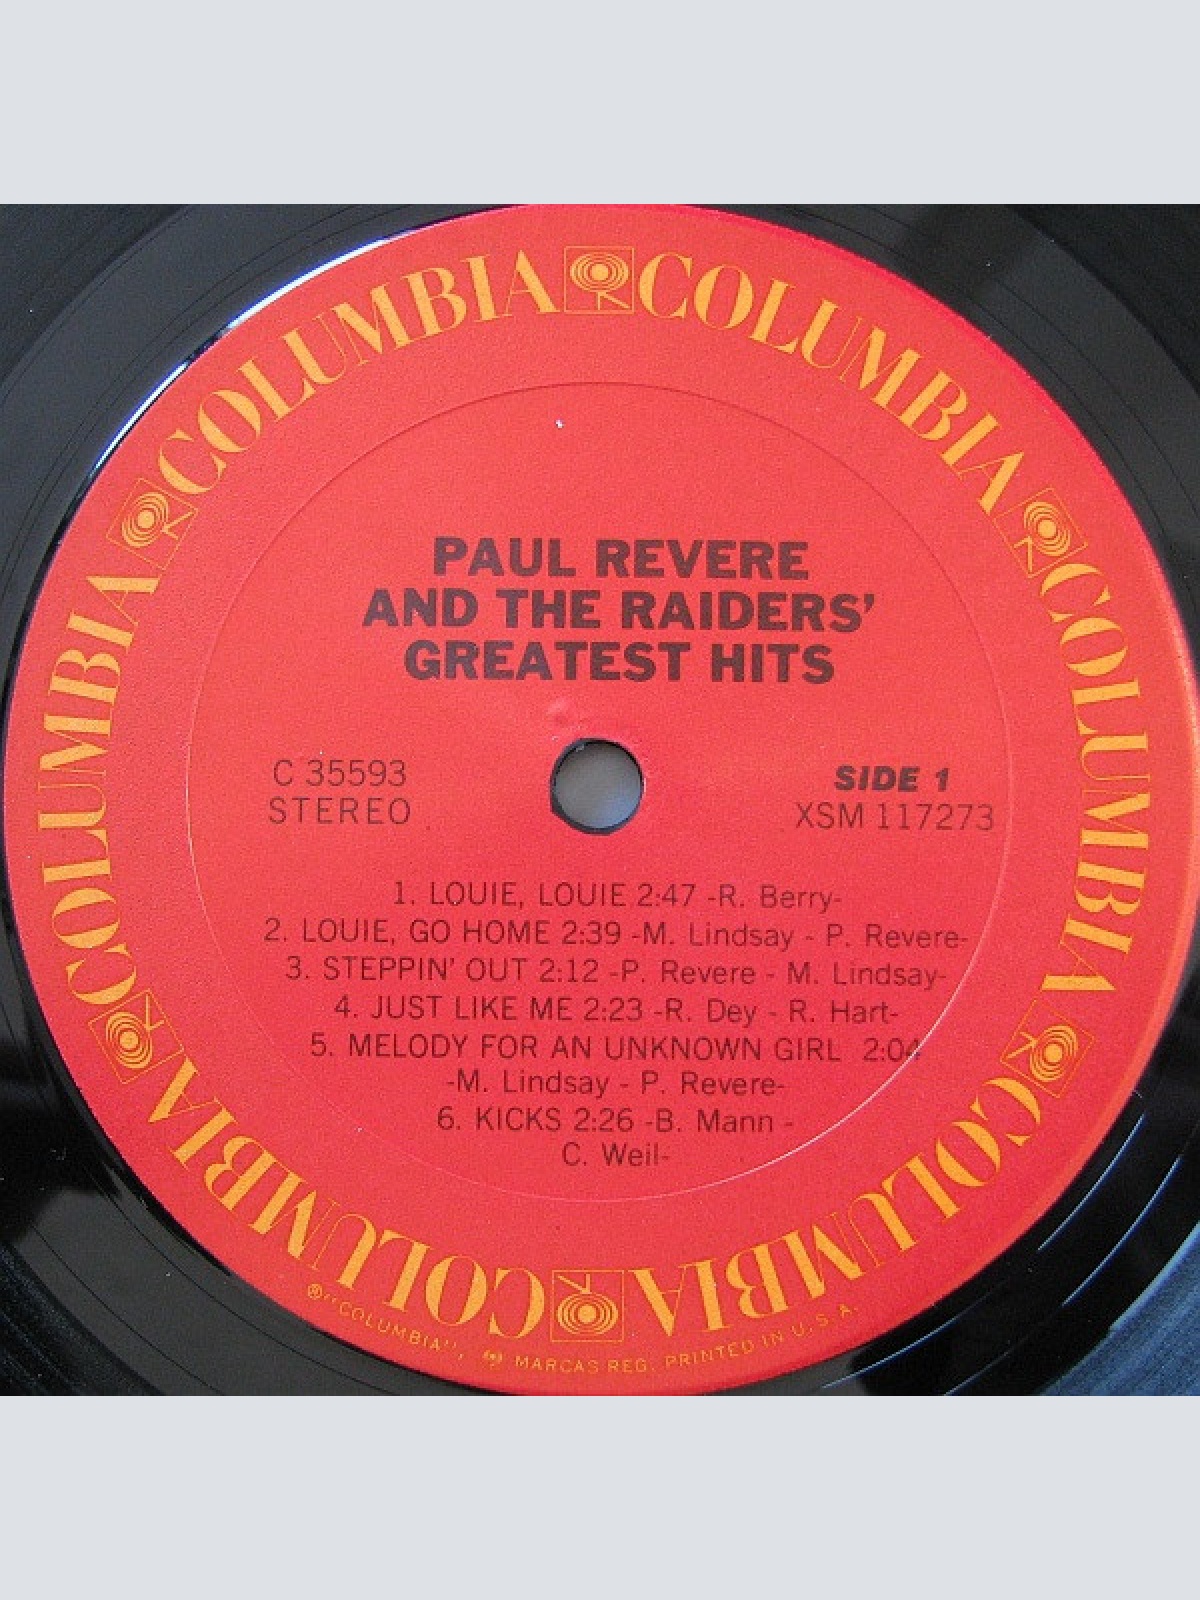 COLUMBIA COLUMBIA COLUMBIA COLUMBIA COLUMBIA COLUMBIA
PAUL REVERE
AND THE RAIDERS'
GREATEST HITS
C 35593
STEREO
SIDE 1
XSM 117273
1. LOUIE, LOUIE 2:47 -R. Berry-
2. LOUIE, GO HOME 2:39 -M. Lindsay - P. Revere-
3. STEPPIN' OUT 2:12 -P. Revere - M. Lindsay-
4. JUST LIKE ME 2:23 -R. Dey - R. Hart-
5. MELODY FOR AN UNKNOWN GIRL 2:04
-M. Lindsay - P. Revere-
6. KICKS 2:26 -B. Mann -
C. Weil-
®"COLUMBIA", MARCAS REG. PRINTED IN U.S.A.